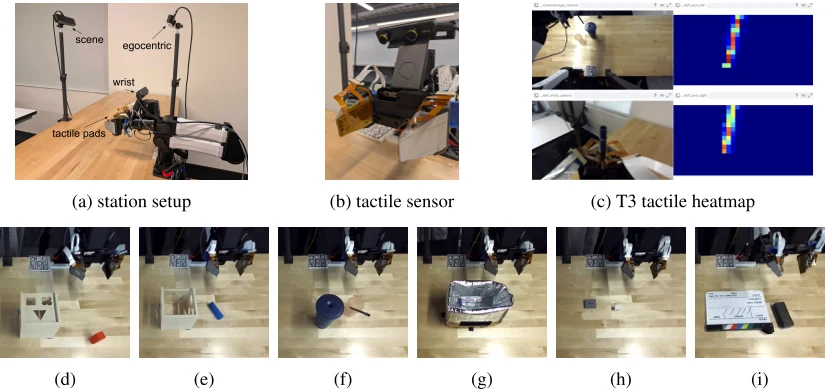 scene
egocentric
wrist
tactile pads
(a) station setup
(b) tactile sensor
(c) T3 tactile heatmap
(d)
(e)
(f)
(g)
(h)
(i)